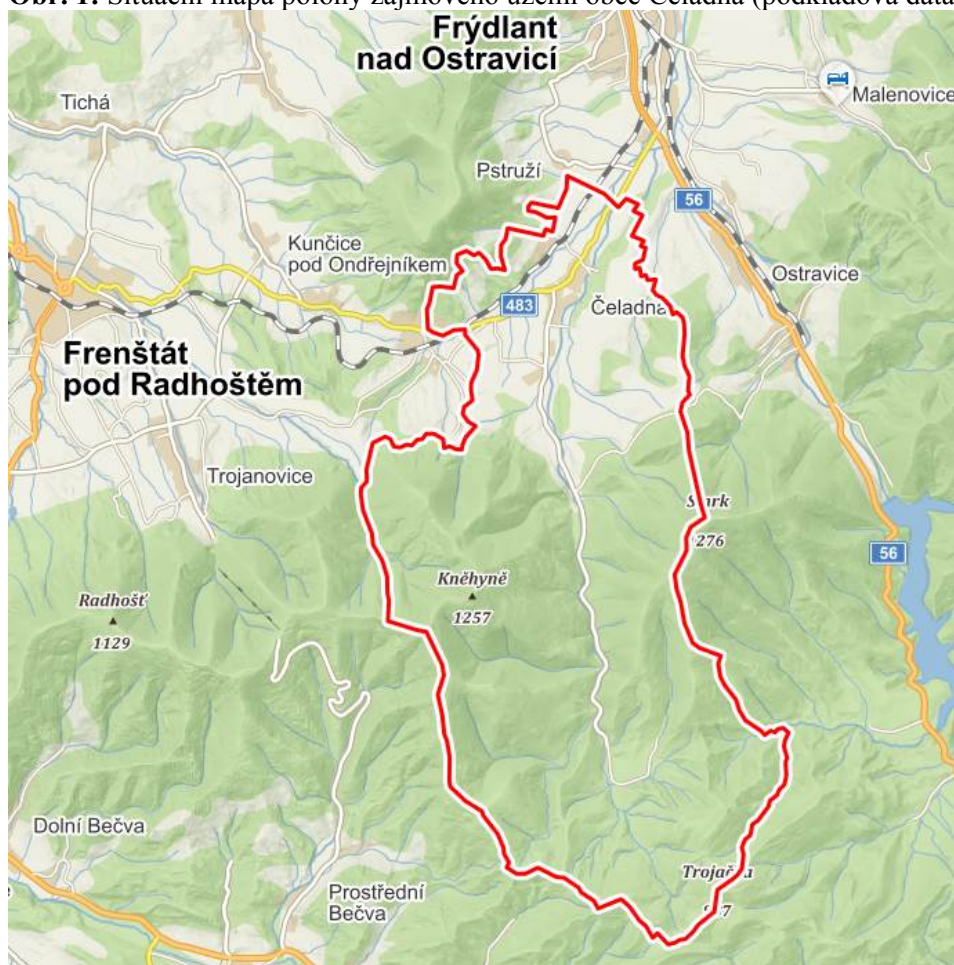 Obr. 1. Situační mapa polohy zájmového území obce Čeladná (podkladová data
Frýdlant
nad Ostravicí
Tichá
Malenovice
Pstruží
56
Kunčice
pod Ondřejníkem
Ostravice
483
Čeladná
Frenštát
pod Radhoštěm
Trojanovice
56
Kněhyně
1257
Radhošť
1129
Dolní Bečva
Prostřední
Bečva